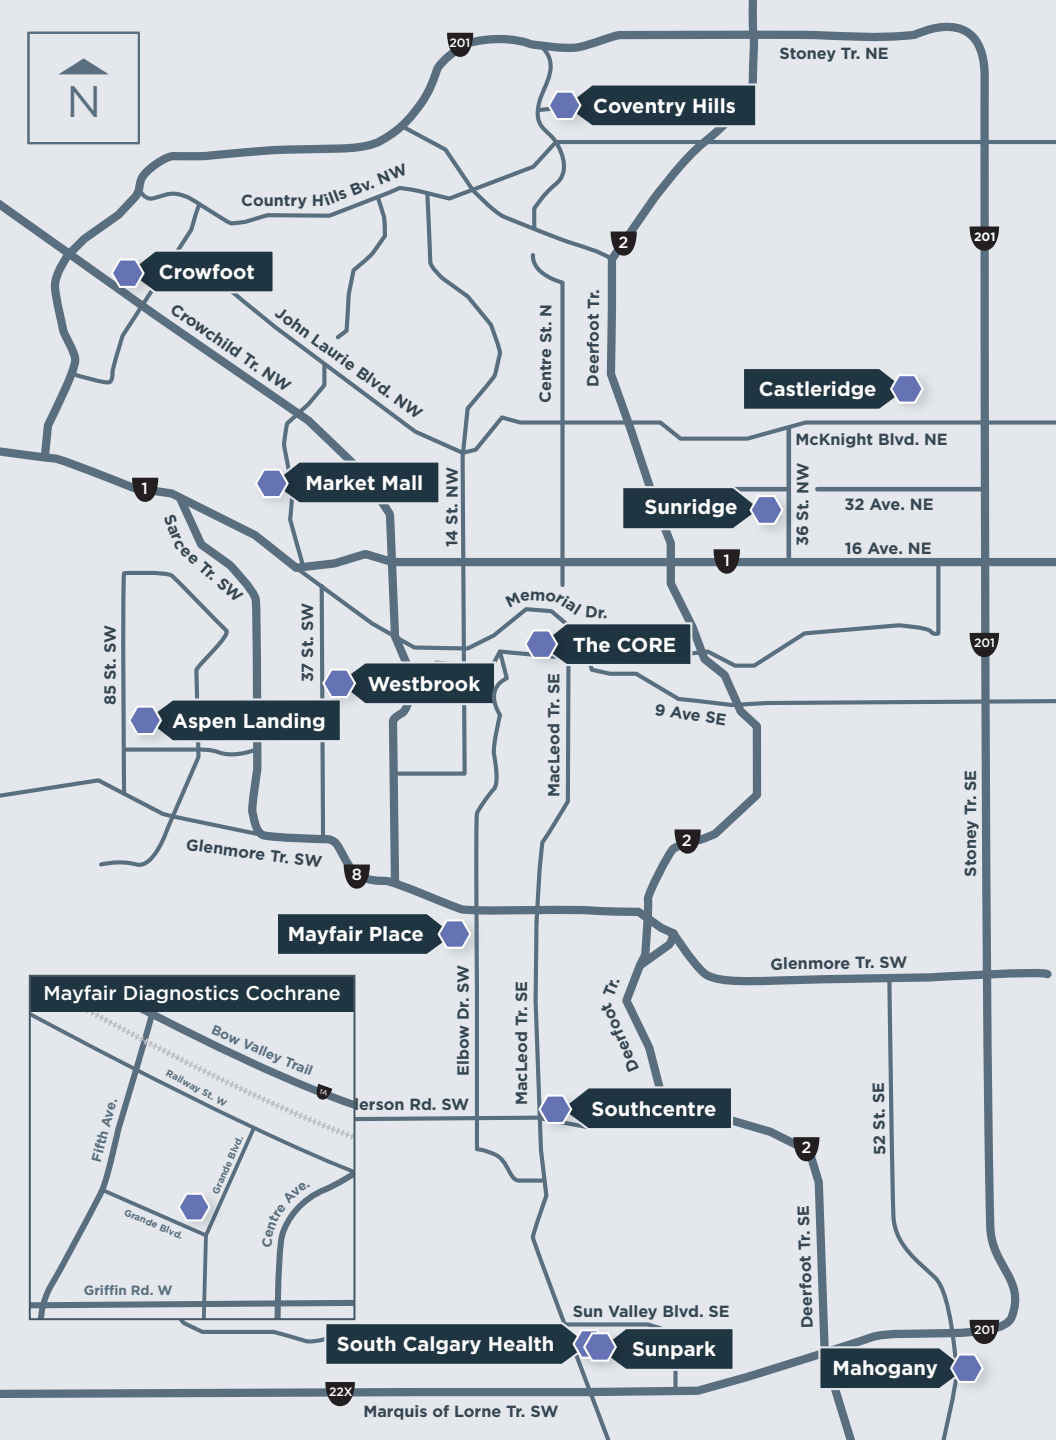 201
Stoney Tr. NE
N
Coventry Hills
Country Hills Bv. NW
2
201
Crowfoot
Crowchild Tr. NW
John Laurie Blvd. NW
Centre St. N
Deerfoot Tr.
Castleridge
McKnight Blvd. NE
Market Mall
14 St. NW
1
Sunridge
36 St. NW
32 Ave. NE
16 Ave. NE
1
Sarcee Tr. SW
Memorial Dr.
85 St. SW
37 St. SW
The CORE
201
Westbrook
MacLeod Tr. SE
9 Ave SE
Aspen Landing
Stoney Tr. SE
2
Glenmore Tr. SW
8
Mayfair Place
Glenmore Tr. SW
Elbow Dr. SW
MacLeod Tr. SE
Deerfoot Tr.
Mayfair Diagnostics Cochrane
Bow Valley Trail
1A
Railway St. W
Fifth Ave.
Grande Blvd.
Grande Blvd.
Centre Ave.
Griffin Rd. W
erson Rd. SW
Southcentre
52 St. SE
2
Deerfoot Tr. SE
Sun Valley Blvd. SE
South Calgary Health
Sunpark
201
Mahogany
22X
Marquis of Lorne Tr. SW